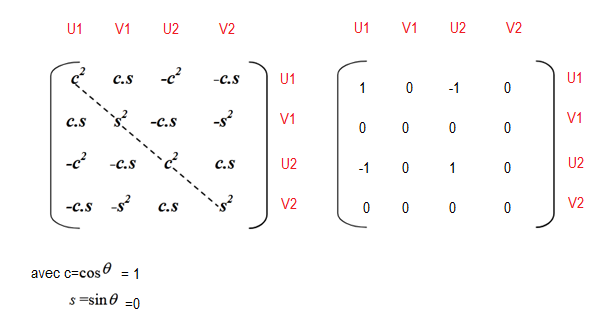 U1 V1 U2 V2 U1 V1 U2 V2
c² c.s -c² -c.s U1 1 0 -1 0 U1
c.s s² -c.s -s² V1 0 0 0 0 V1
-c² -c.s c² c.s U2 -1 0 1 0 U2
-c.s -s² c.s s² V2 0 0 0 0 V2
avec c=cosθ = 1
s =sinθ =0